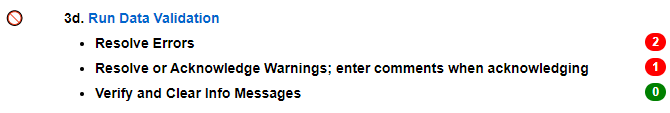 3d. Run Data Validation
• Resolve Errors 2
• Resolve or Acknowledge Warnings; enter comments when acknowledging 1
• Verify and Clear Info Messages 0